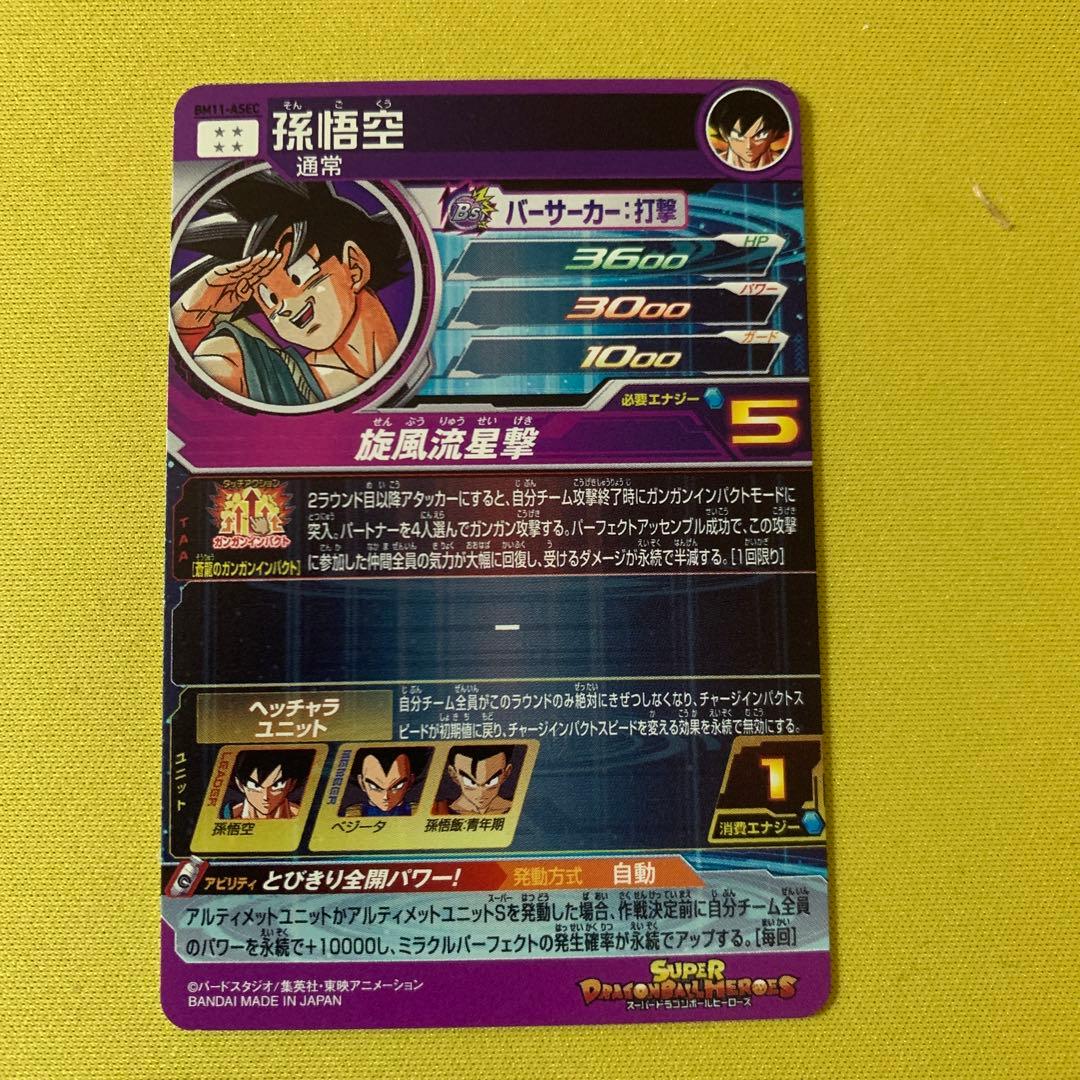 BM11-ASEC
孫悟空
そん ご くう
通常
Bs バーサーカー:打撃
HP
3600
パワー
3000
ガード
1000
必要エナジー 5
せん ぷう りゅう せい げき
旋風流星撃
タッチアクション
ガンガンインパクト
TAA
[蒼龍のガンガンインパクト]
2ラウンド目以降アタッカーにすると、自分チーム攻撃終了時にガンガンインパクトモードに
突入。パートナーを4人選んでガンガン攻撃する。パーフェクトアッセンブル成功で、この攻撃
に参加した仲間全員の気力が大幅に回復し、受けるダメージが永続で半減する。[1回限り]
ー
ユニット
ヘッチャラ
ユニット
自分チーム全員がこのラウンドのみ絶対にきぜつしなくなり、チャージインパクトス
ピードが初期値に戻り、チャージインパクトスピードを変える効果を永続で無効にする。
LEADER
孫悟空
MEMBER
ベジータ
孫悟飯:青年期
1
消費エナジー
アビリティ とびきり全開パワー! 発動方式 自動
アルティメットユニットかアルティメットユニットSを発動した場合、作戦決定前に自分チーム全員
のパワーを永続で+10000し、ミラクルパーフェクトの発生確率が永続でアップする。[毎回]
©バードスタジオ/集英社・東映アニメーション
BANDAI MADE IN JAPAN
SUPER
DRAGONBALL HEROES
スーパードラゴンボールヒーローズ